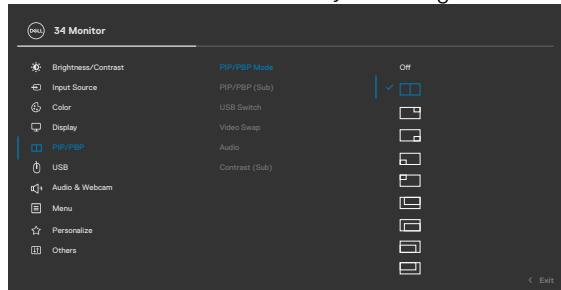 DELL 34 Monitor
Brightness/Contrast PIP/PBP Mode Off
Input Source PIP/PBP (Sub)
Color USB Switch
Display Video Swap
PIP/PBP Audio
USB Contrast (Sub)
Audio & Webcam
Menu
Personalize
Others
Exit